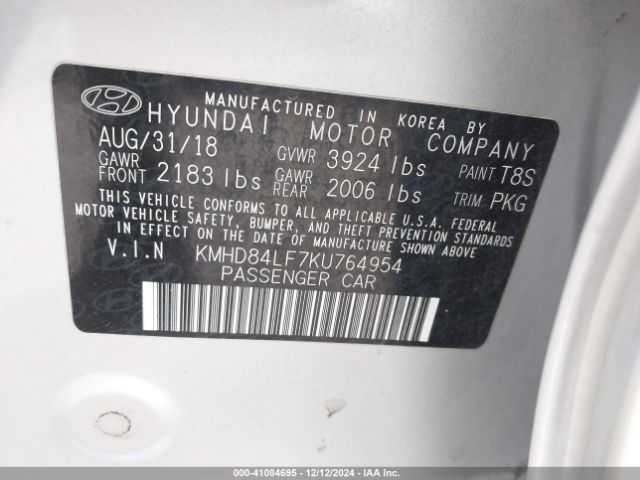 MANUFACTURED IN KOREA BY
HYUNDAI MOTOR COMPANY
AUG/31/18 GVWR 3924 lbs PAINT T8S
GAWR FRONT 2183 lbs GAWR REAR 2006 lbs TRIM PKG
THIS VEHICLE CONFORMS TO ALL APPLICABLE U.S.A. FEDERAL
MOTOR VEHICLE SAFETY, BUMPER, AND THEFT PREVENTION STANDARDS
IN EFFECT ON THE DATE OF MANUFACTURE SHOWN ABOVE
V.I.N KMHD84LF7KU764954
PASSENGER CAR
000-41084695 - 12/12/2024 - IAA Inc.